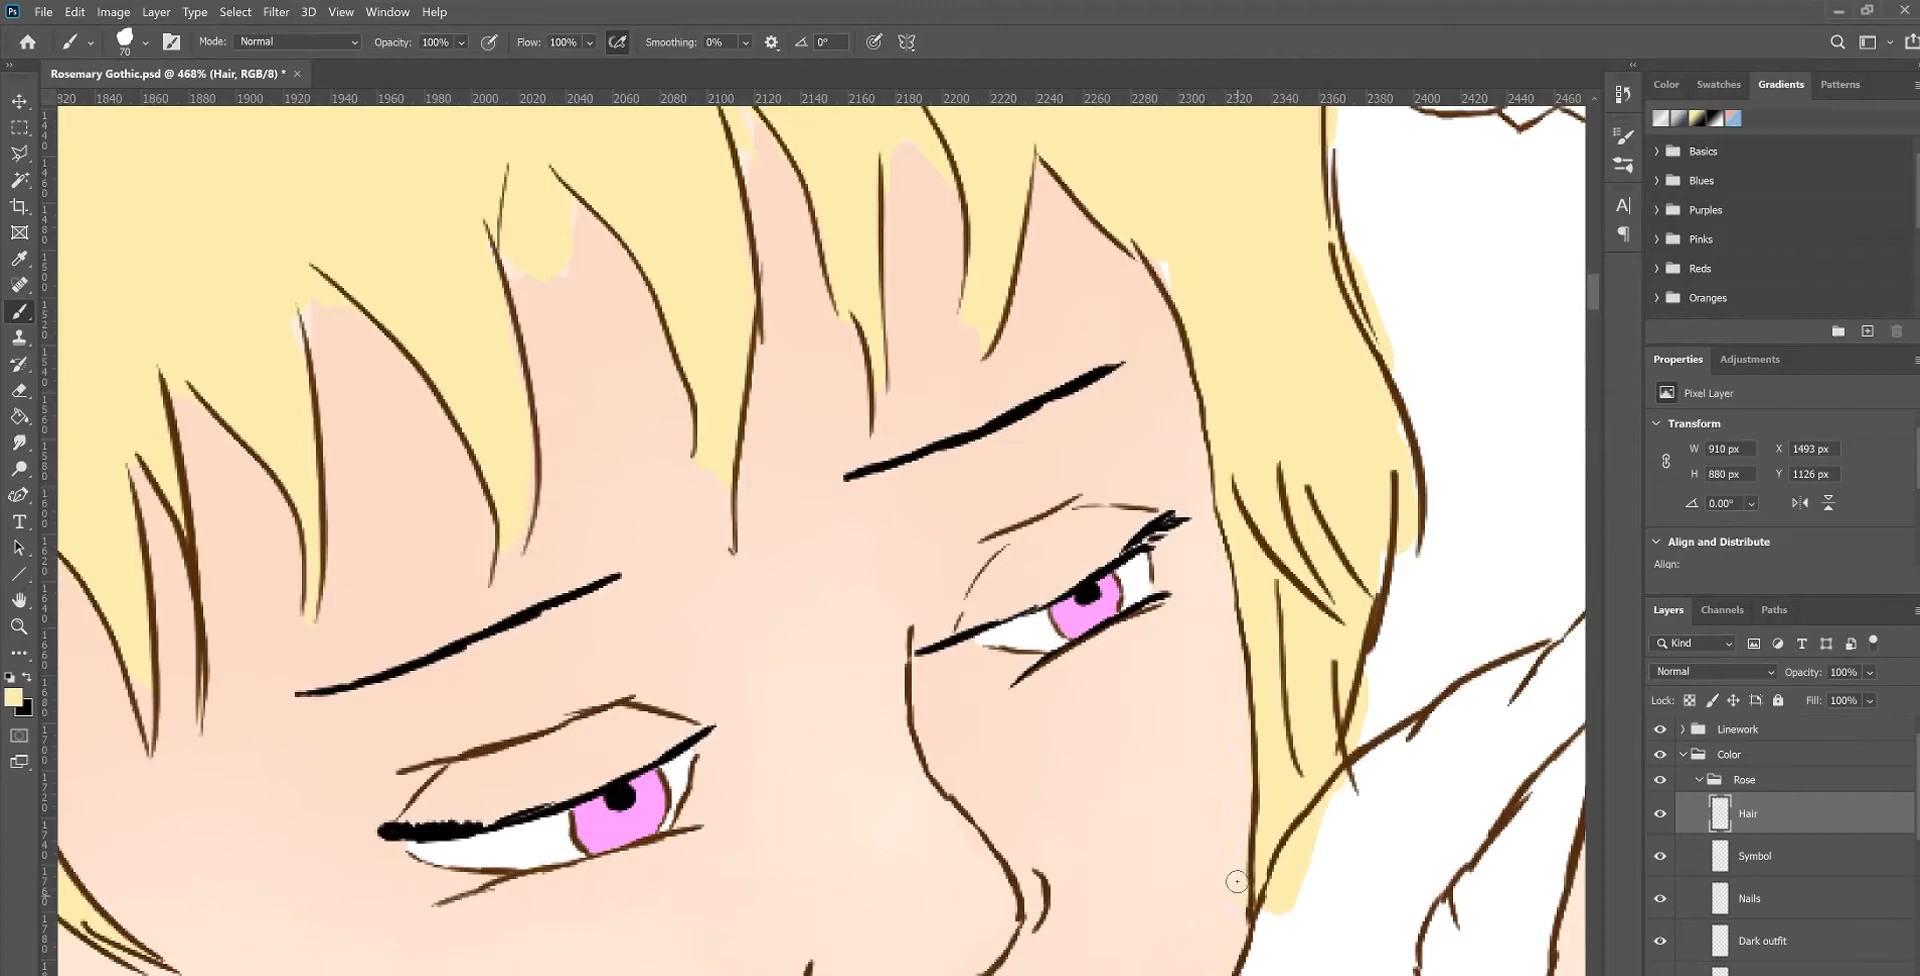 Ps File Edit Image Layer Type Select Filter 3D View Window Help
70 Mode: Normal Opacity: 100% Flow: 100% Smoothing: 0% 0°
Rosemary Gothic.psd @ 468% (Hair, RGB/8) * ×
820 1840 1860 1880 1900 1920 1940 1960 1980 2000 2020 2040 2060 2080 2100 2120 2140 2160 2180 2200 2220 2240 2260 2280 2300 2320 2340 2360 2380 2400 2420 2440 2460
Color Swatches Gradients Patterns
Basics
Blues
Purples
Pinks
Reds
Oranges
Properties Adjustments
Pixel Layer
Transform
W 910 px X 1493 px
H 880 px Y 1126 px
0.00°
Align and Distribute
Align:
Layers Channels Paths
Kind
Normal Opacity: 100%
Lock: Fill: 100%
Linework
Color
Rose
Hair
Symbol
Nails
Dark outfit